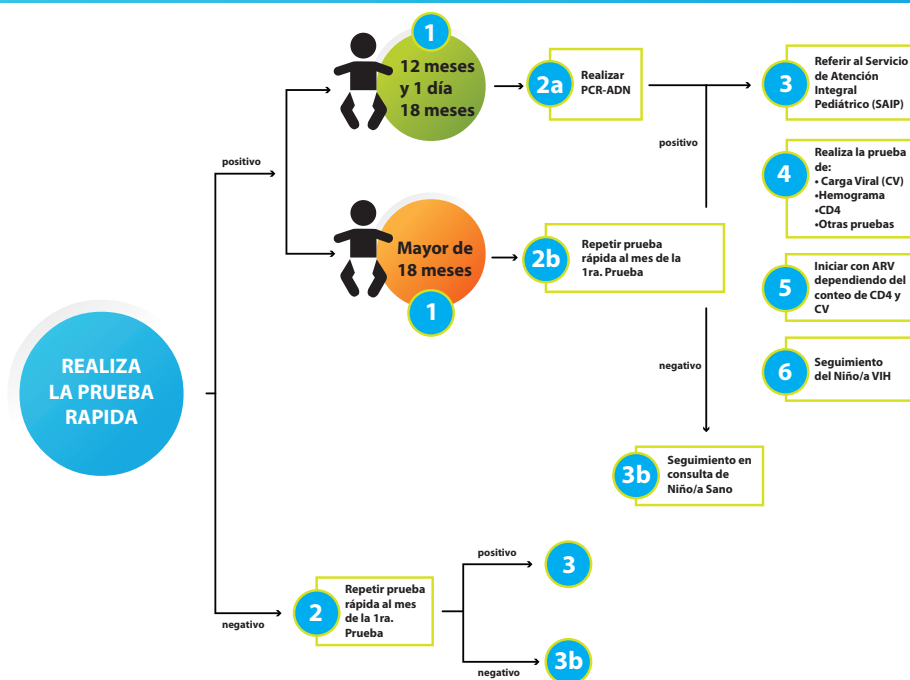 REALIZA
LA PRUEBA
RAPIDA
positivo
1
12 meses
y 1 día
18 meses
2a
Realizar
PCR-ADN
positivo
3
Referir al Servicio
de Atención
Integral
Pediátrico (SAIP)
4
Realiza la prueba
de:
• Carga Viral (CV)
•Hemograma
•CD4
•Otras pruebas
Mayor de
18 meses
1
2b
Repetir prueba
rápida al mes de la
1ra. Prueba
5
Iniciar con ARV
dependiendo del
conteo de CD4 y
CV
negativo
6
Seguimiento
del Niño/a VIH
3b
Seguimiento en
consulta de
Niño/a Sano
negativo
2
Repetir prueba
rápida al mes
de la 1ra.
Prueba
positivo
3
negativo
3b